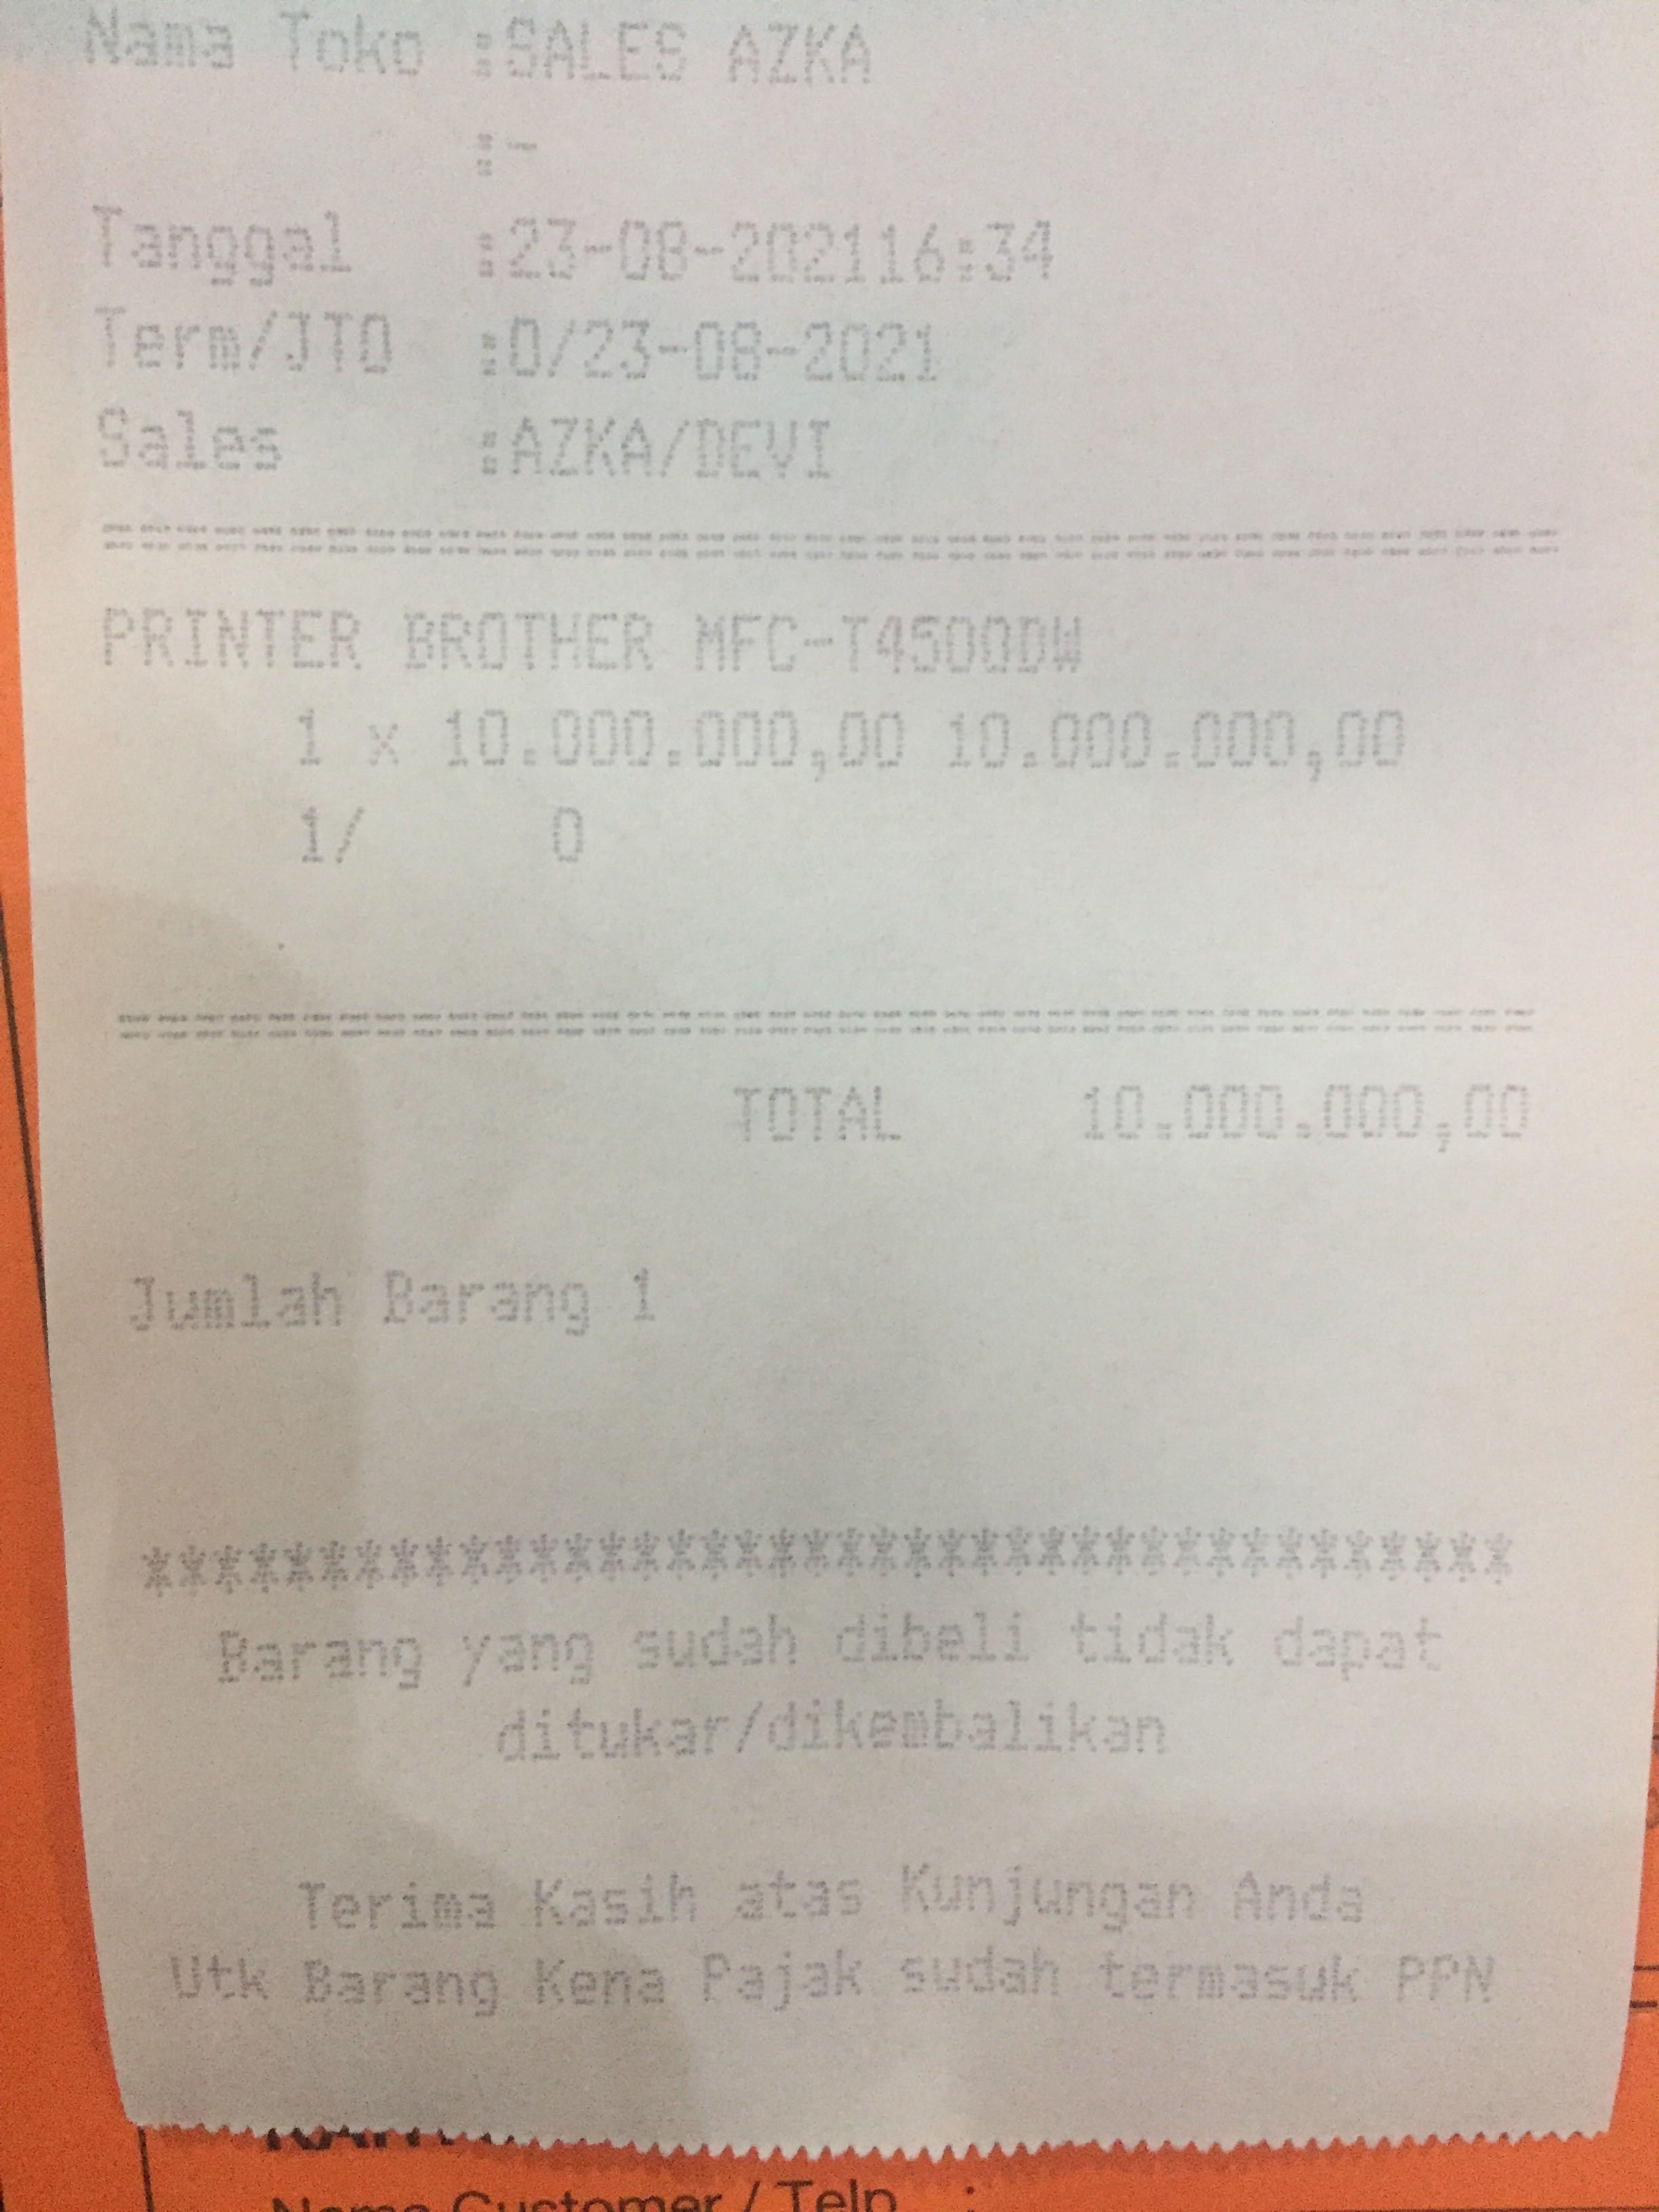 Nama Toko :SALES AZKA
:-
Tanggal :23-08-202116:34
Term/JTO :0/23-08-2021
Sales :AZKA/DEVI
========================================
PRINTER BROTHER MFC-T4500DW
1 x 10.000.000,00 10.000.000,00
1/ 0
========================================
TOTAL 10.000.000,00
Jumlah Barang 1
****************************************
Barang yang sudah dibeli tidak dapat
ditukar/dikembalikan
Terima Kasih atas Kunjungan Anda
Utk Barang Kena Pajak sudah termasuk PPN
Nama Customer / Telp :